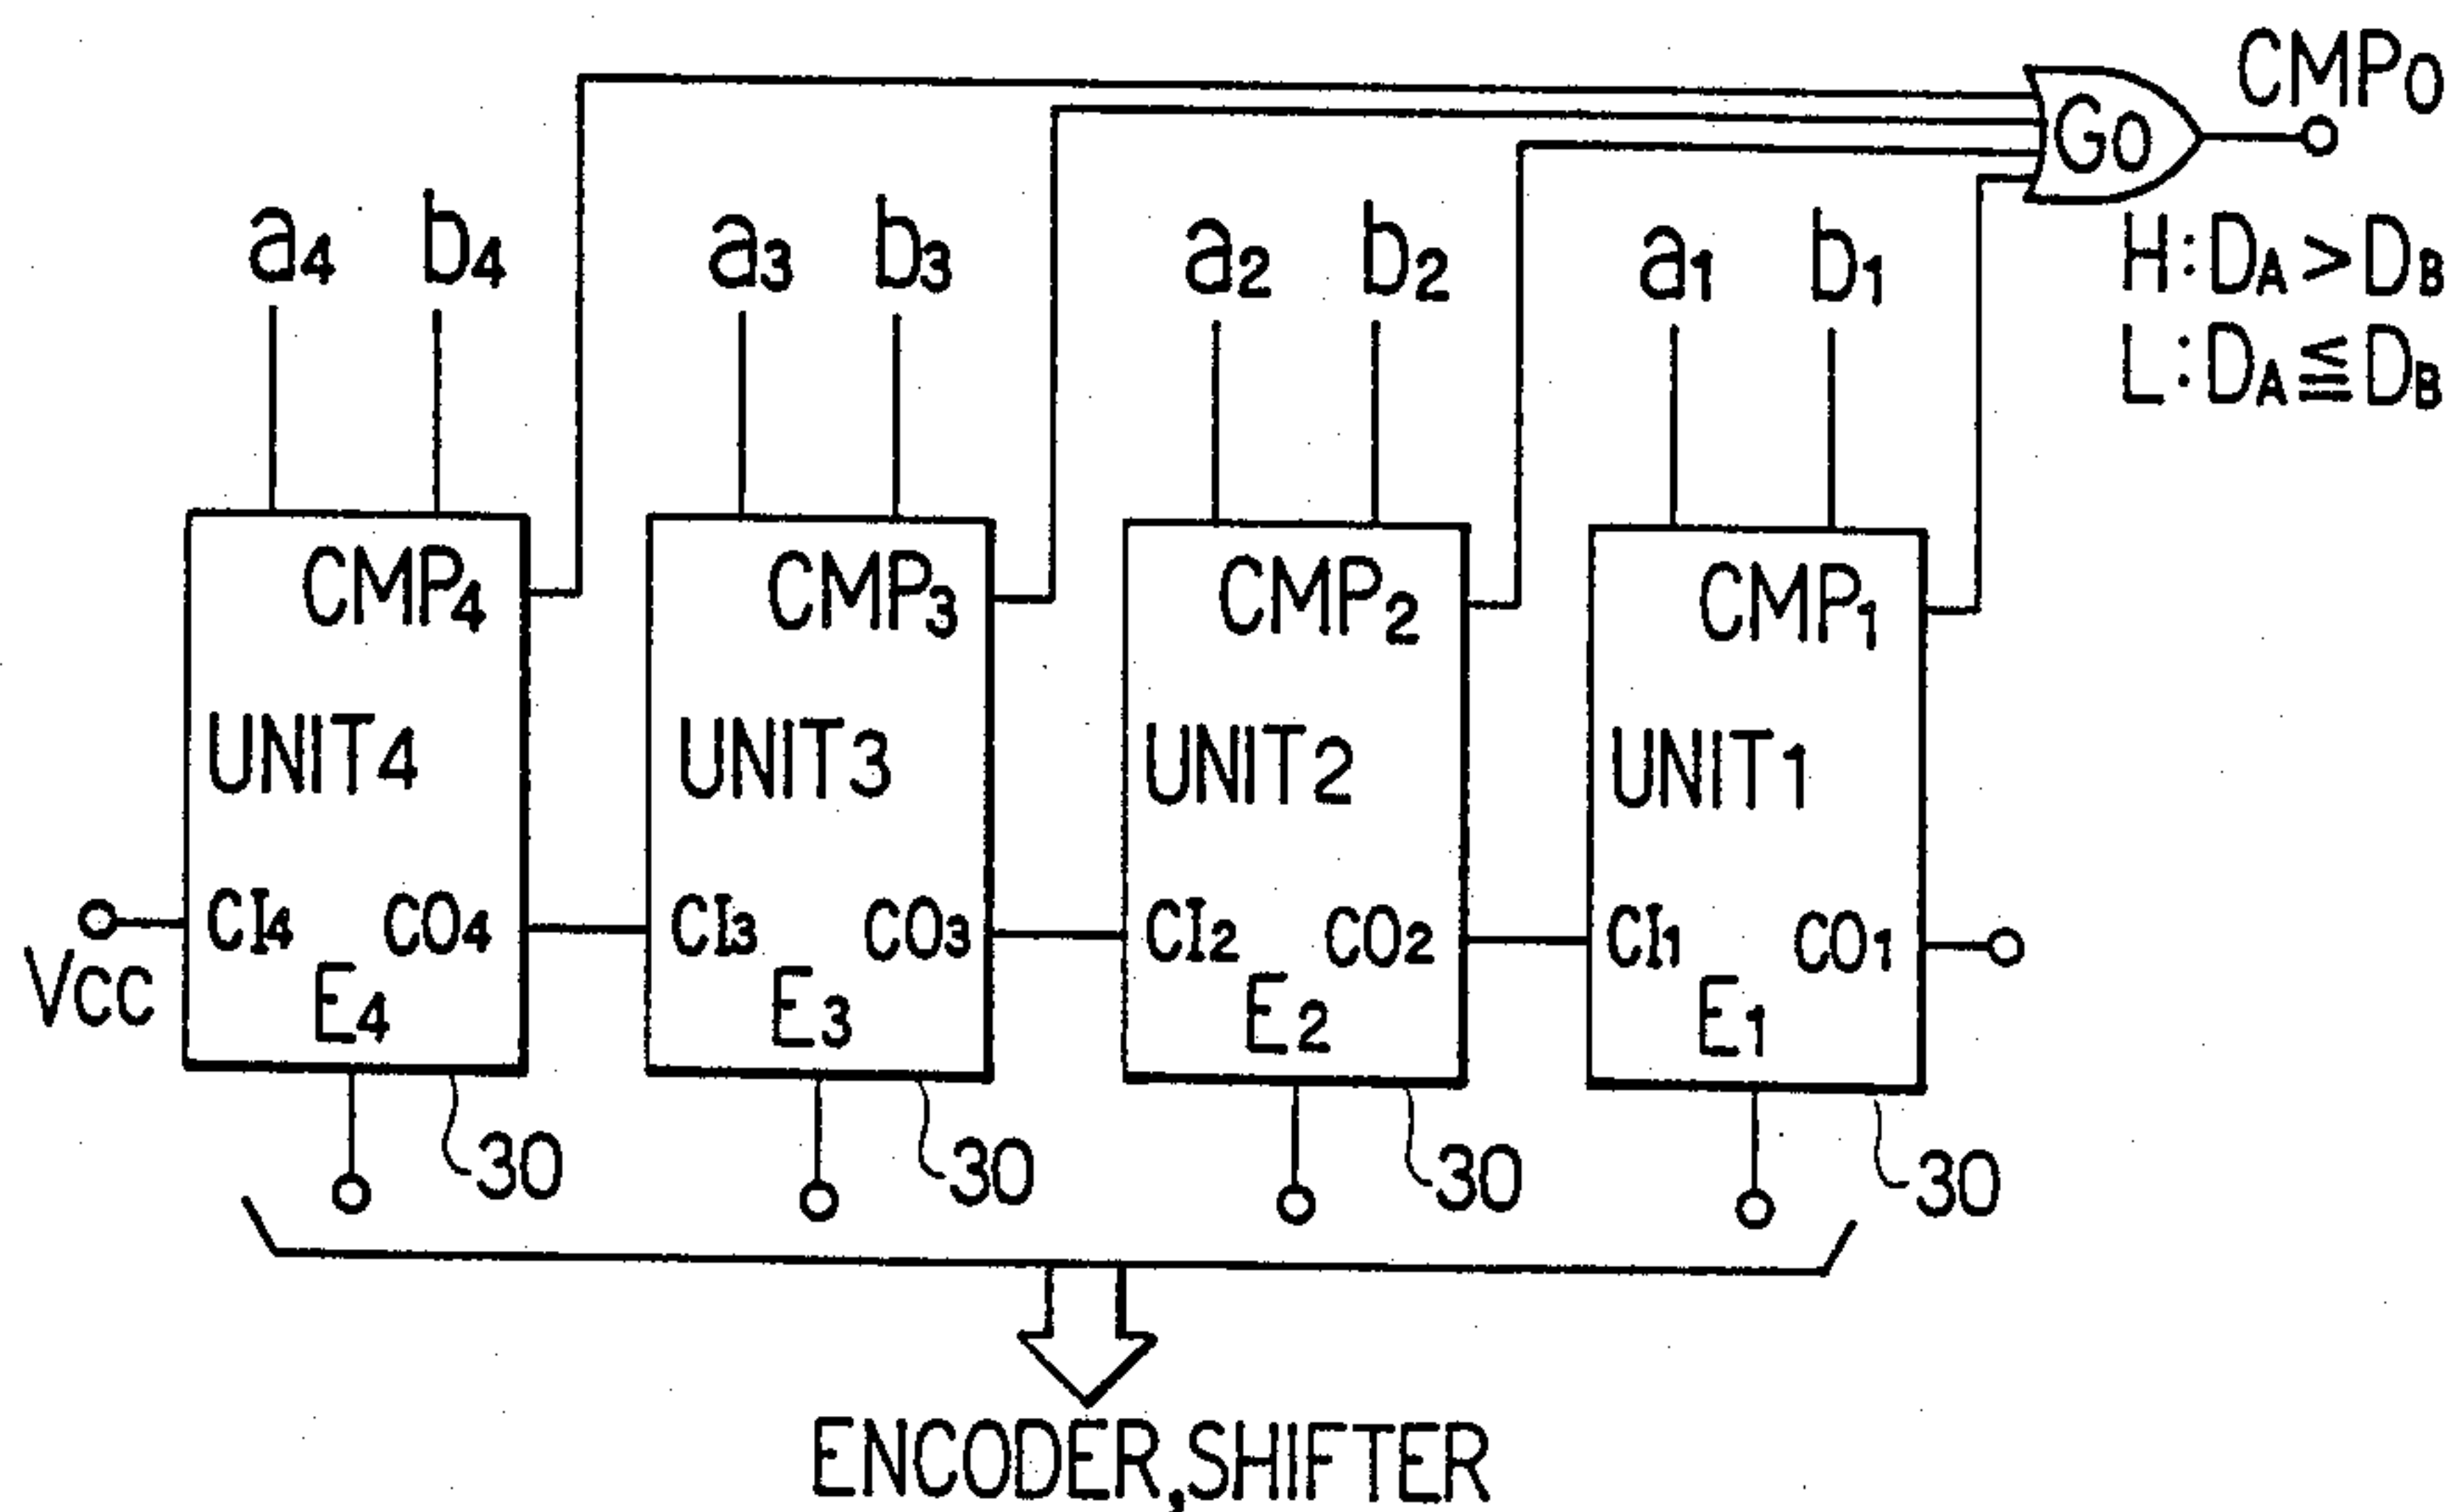 CMPO
GO
a4 b4 a3 b3 a2 b2 a1 b1
H:DA>DB
L:DA≦DB
CMP4 CMP3 CMP2 CMP1
UNIT4 UNIT3 UNIT2 UNIT1
CI4 CO4 CI3 CO3 CI2 CO2 CI1 CO1
VCC
E4 E3 E2 E1
30 30 30 30
ENCODER,SHIFTER